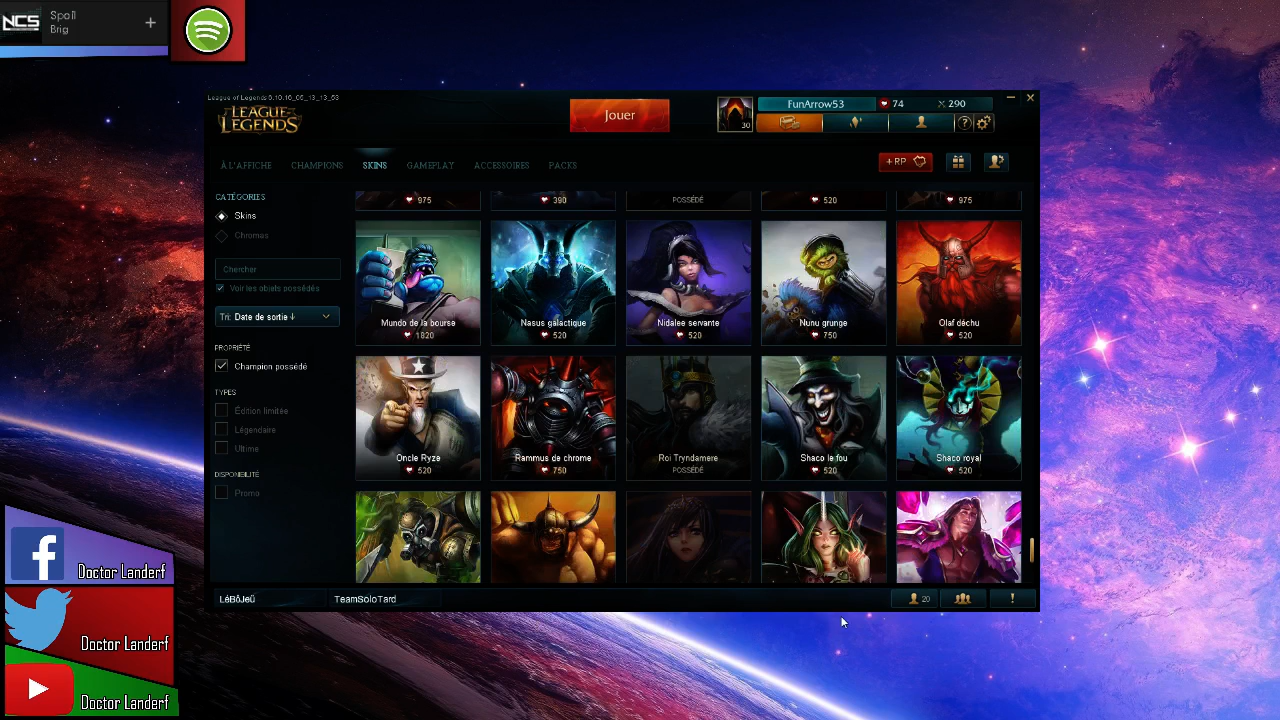 NCS
Spoil
Brig
+
League of Legends 6.10.16_06_13_13_53
LEAGUE OF
LEGENDS
Jouer
30
FunArrow53
74
290
?
À L'AFFICHE
CHAMPIONS
SKINS
GAMEPLAY
ACCESSOIRES
PACKS
+ RP
CATÉGORIES
Skins
Chromas
Chercher
Voir les objets possédés
Tri: Date de sortie ↓
PROPRIÉTÉ
Champion possédé
TYPES
Édition limitée
Légendaire
Ultime
DISPONIBILITÉ
Promo
975
390
POSSÉDÉ
520
975
Mundo de la bourse
1820
Nasus galactique
520
Nidalee servante
520
Nunu grunge
750
Olaf déchu
520
Oncle Ryze
520
Rammus de chrome
750
Roi Tryndamere
POSSÉDÉ
Shaco le fou
520
Shaco royal
520
LéBôJeü
TeamSoloTard
20
!
Doctor Landerf
Doctor Landerf
Doctor Landerf